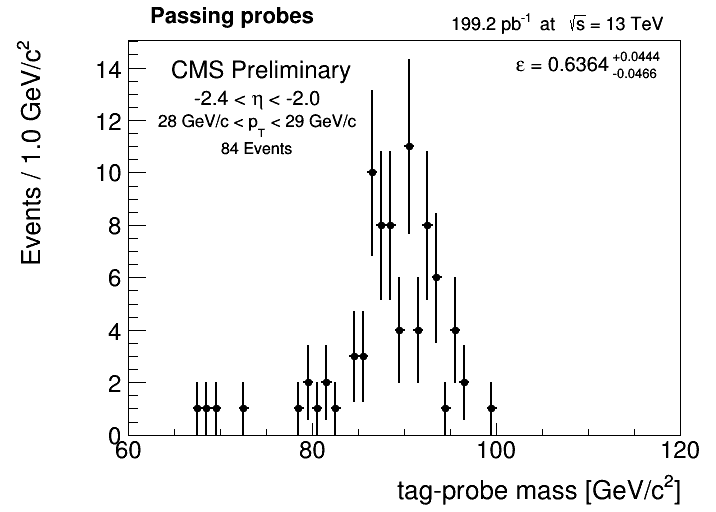 Passing probes
199.2 pb-1 at √s = 13 TeV
CMS Preliminary
ε = 0.6364 +0.0444 -0.0466
-2.4 < η < -2.0
28 GeV/c < pT < 29 GeV/c
84 Events
Events / 1.0 GeV/c2
14
12
10
8
6
4
2
0
60 80 100 120
tag-probe mass [GeV/c2]